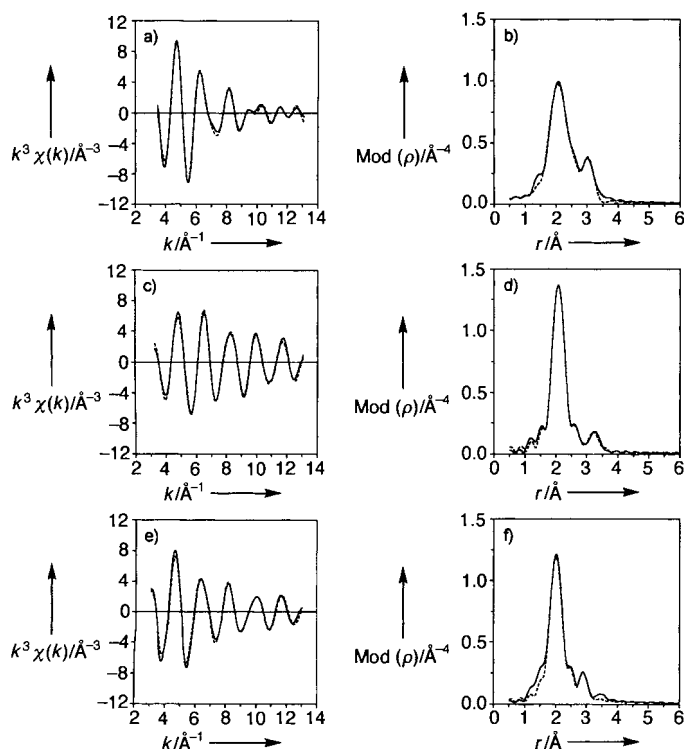 a)
12
8
4
0
−4
−8
−12
k³ χ(k)/Å⁻³
4 6 8 10 12 14
k/Å⁻¹
b)
1.5
1.0
0.5
0.0
Mod (ρ)/Å⁻⁴
0 1 2 3 4 5 6
r/Å
c)
12
8
4
0
−4
−8
−12
k³ χ(k)/Å⁻³
2 4 6 8 10 12 14
k/Å⁻¹
d)
1.5
1.0
0.5
0.0
Mod (ρ)/Å⁻⁴
0 1 2 3 4 5 6
r/Å
e)
12
8
4
0
−4
−8
−12
k³ χ(k)/Å⁻³
2 4 6 8 10 12 14
k/Å⁻¹
f)
1.5
1.0
0.5
0.0
Mod (ρ)/Å⁻⁴
0 1 2 3 4 5 6
r/Å